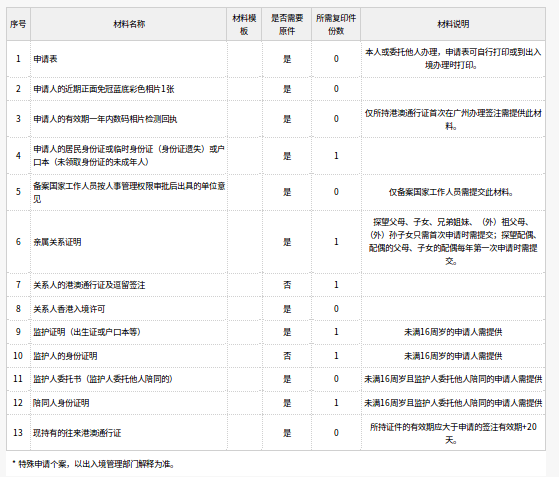 序号 材料名称 材料模板 是否需要原件 所需复印件份数 材料说明
1 申请表 是 0 本人或委托他人办理，申请表可自行打印或到出入境办理时打印。
2 申请人的近期正面免冠蓝底彩色相片1张 是 0
3 申请人的有效期一年内数码相片检测回执 是 0 仅所持港澳通行证首次在广州办理签注需提供此材料。
4 申请人的居民身份证或临时身份证（身份证遗失）或户口本（未领取身份证的未成年人） 是 1
5 备案国家工作人员按人事管理权限审批后出具的单位意见 是 0 仅备案国家工作人员需提交此材料。
6 亲属关系证明 是 1 探望父母、子女、兄弟姐妹、（外）祖父母、（外）孙子女只需首次申请时需提交；探望配偶、配偶的父母、子女的配偶每年第一次申请时需提交。
7 关系人的港澳通行证及逗留签注 否 1
8 关系人香港入境许可 是 0
9 监护证明（出生证或户口本等） 是 1 未满16周岁的申请人需提供
10 监护人的身份证明 否 1 未满16周岁的申请人需提供
11 监护人委托书（监护人委托他人陪同的） 是 0 未满16周岁且监护人委托他人陪同的申请人需提供
12 陪同人身份证明 是 1 未满16周岁且监护人委托他人陪同的申请人需提供
13 现持有的往来港澳通行证 是 0 所持证件的有效期应大于申请的签注有效期+20天。
* 特殊申请个案，以出入境管理部门解释为准。